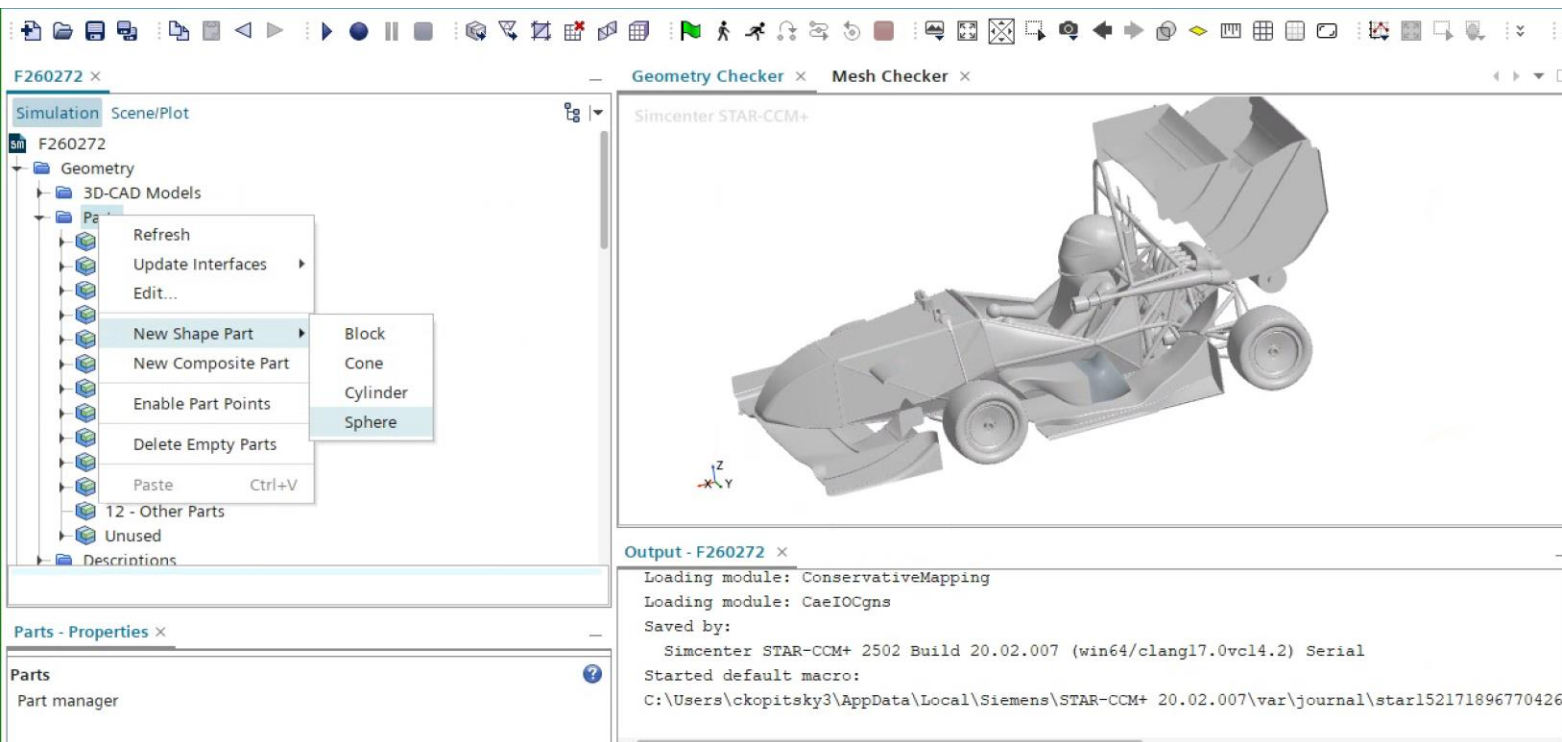 F260272
Geometry Checker
Mesh Checker
Simulation
Scene/Plot
Simcenter STAR-CCM+
F260272
Geometry
3D-CAD Models
Refresh
Update Interfaces
Edit...
New Shape Part
New Composite Part
Enable Part Points
Delete Empty Parts
Paste Ctrl+V
Block
Cone
Cylinder
Sphere
12 - Other Parts
Unused
Descriptions
Z
X
Y
Output - F260272
Loading module: ConservativeMapping
Loading module: CaeIOCgns
Saved by:
Simcenter STAR-CCM+ 2502 Build 20.02.007 (win64/clang17.0vc14.2) Serial
Started default macro:
C:\Users\ckopitsky3\AppData\Local\Siemens\STAR-CCM+ 20.02.007\var\journal\star152171896770426
Parts - Properties
Parts
Part manager